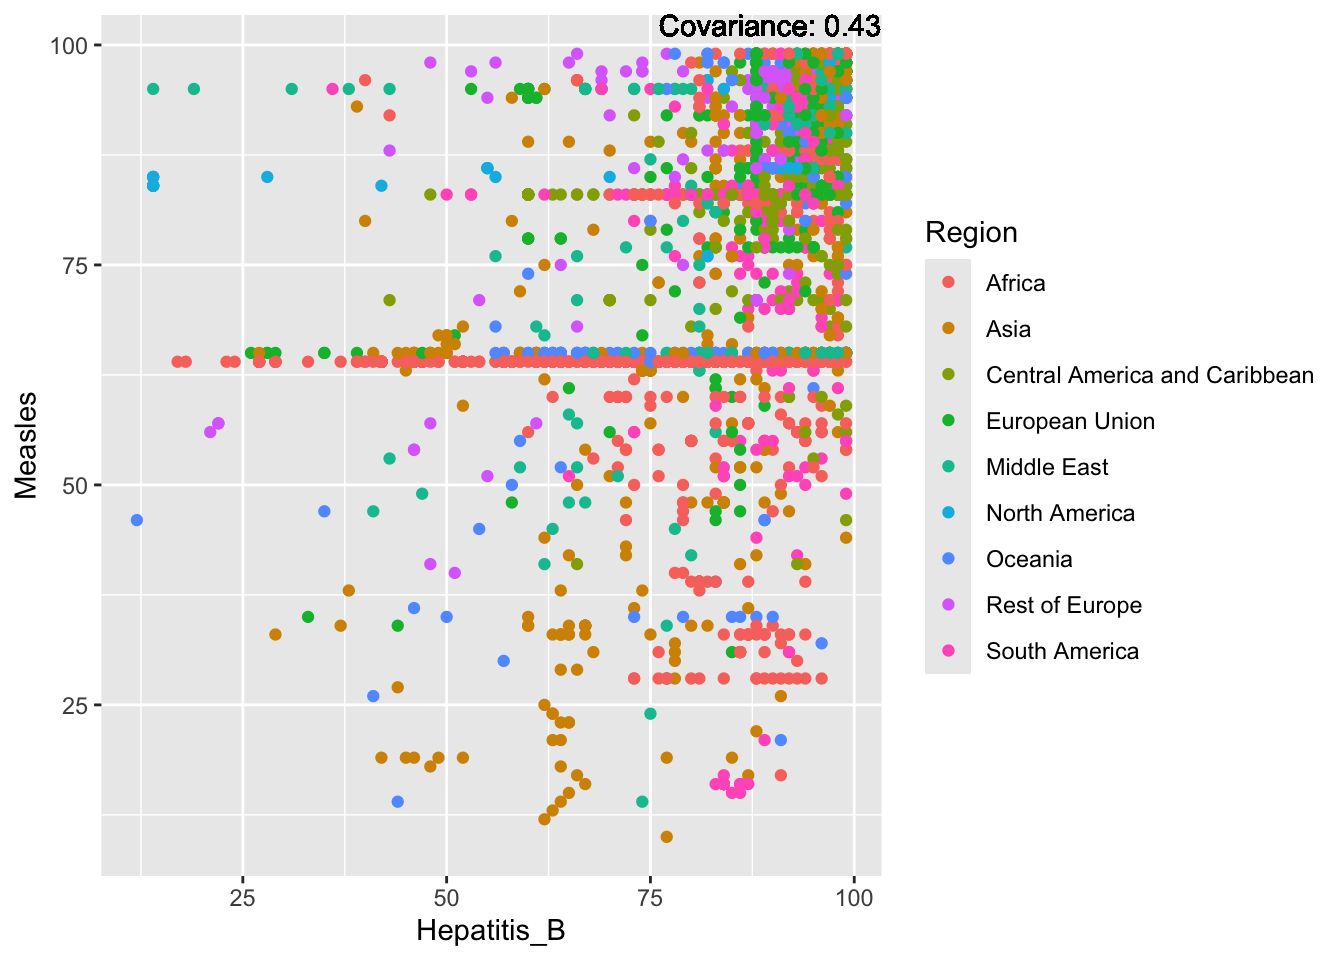 Covariance: 0.43
100
75
50
25
Measles
25 50 75 100
Hepatitis_B
Region
Africa
Asia
Central America and Caribbean
European Union
Middle East
North America
Oceania
Rest of Europe
South America